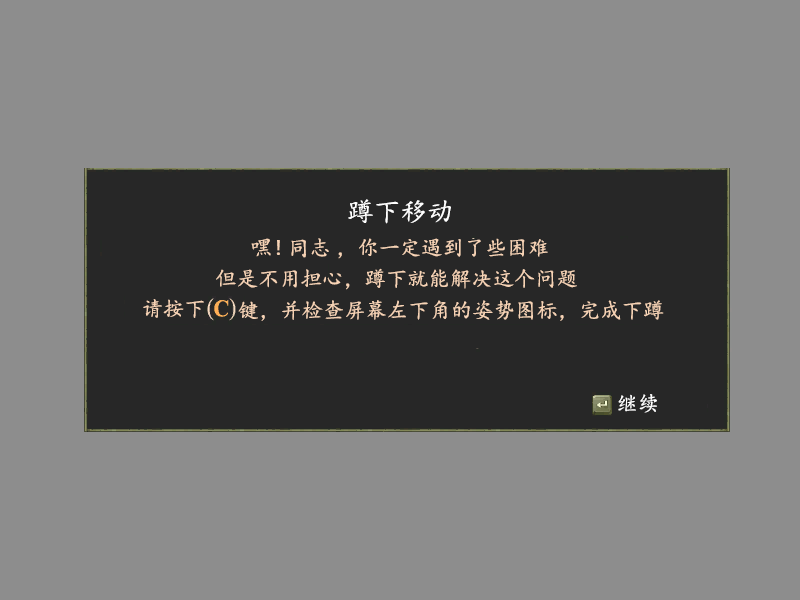 蹲下移动
嘿！同志，你一定遇到了些困难
但是不用担心，蹲下就能解决这个问题
请按下(C)键，并检查屏幕左下角的姿势图标，完成下蹲
继续